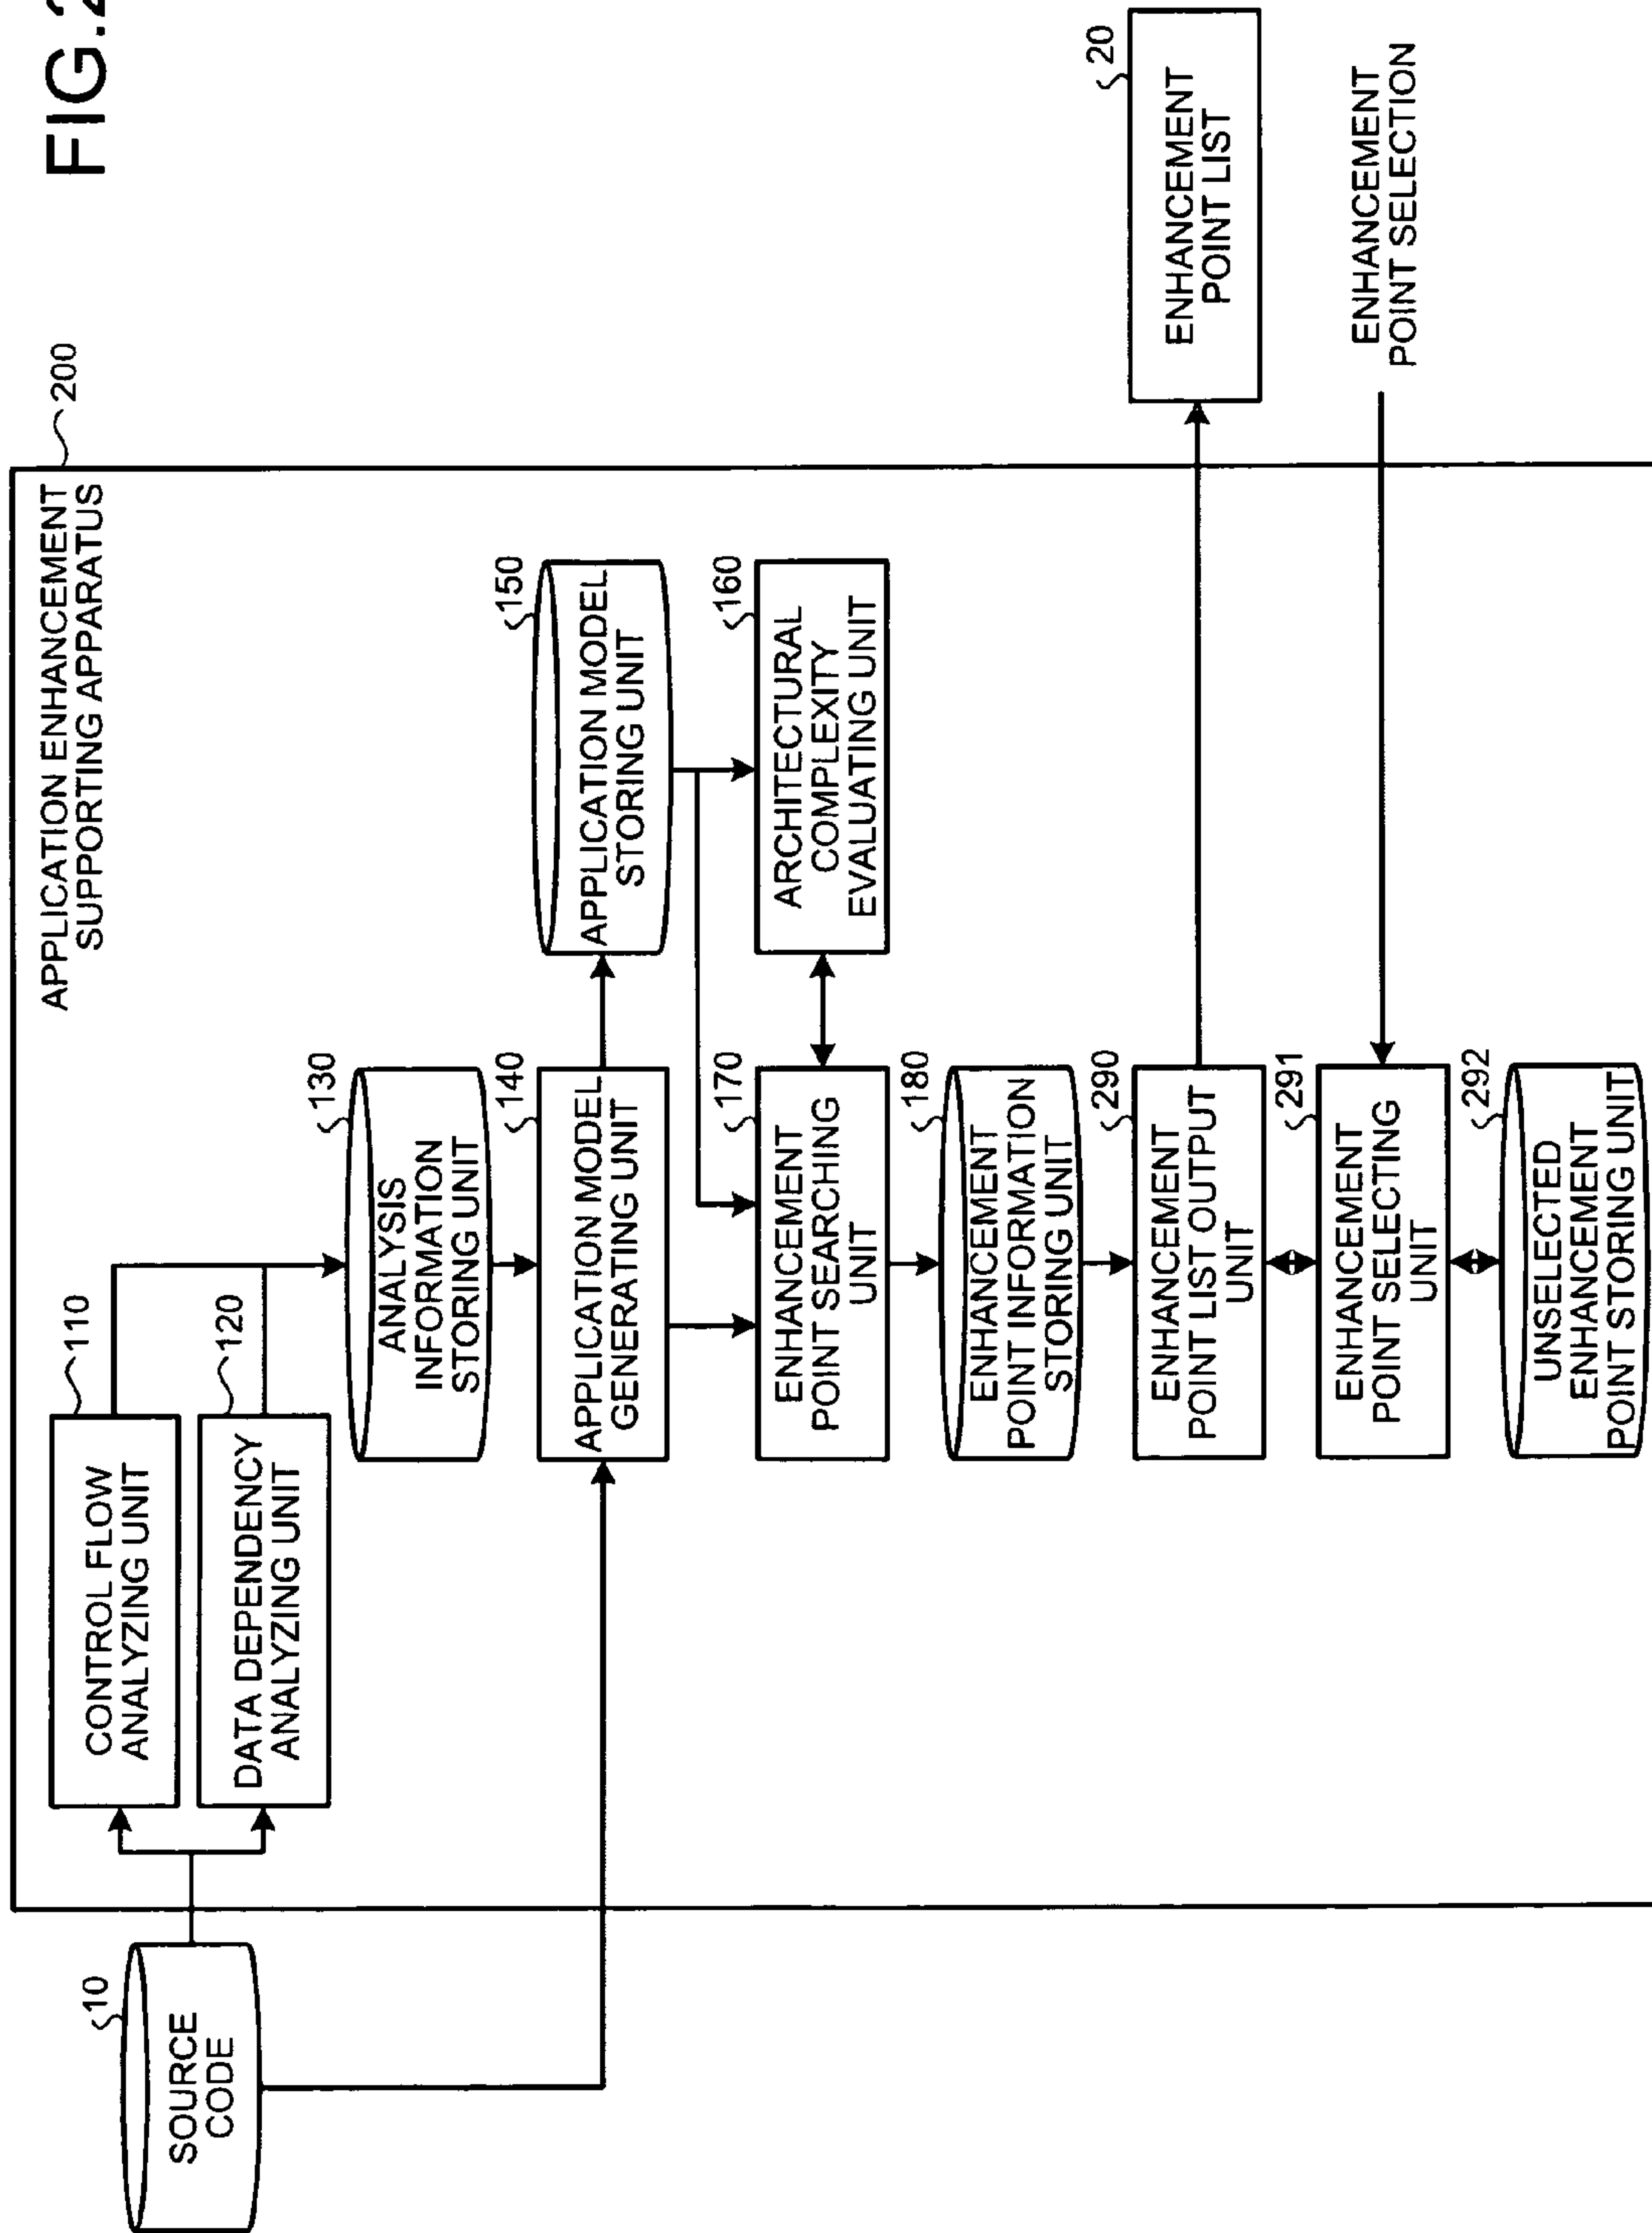 FIG.2
APPLICATION ENHANCEMENT
SUPPORTING APPARATUS
200
10
SOURCE
CODE
110
CONTROL FLOW
ANALYZING UNIT
120
DATA DEPENDENCY
ANALYZING UNIT
130
ANALYSIS
INFORMATION
STORING UNIT
140
APPLICATION MODEL
GENERATING UNIT
150
APPLICATION MODEL
STORING UNIT
160
ARCHITECTURAL
COMPLEXITY
EVALUATING UNIT
170
ENHANCEMENT
POINT SEARCHING
UNIT
180
ENHANCEMENT
POINT INFORMATION
STORING UNIT
290
ENHANCEMENT
POINT LIST OUTPUT
UNIT
20
ENHANCEMENT
POINT LIST
291
ENHANCEMENT
POINT SELECTING
UNIT
ENHANCEMENT
POINT SELECTION
292
UNSELECTED
ENHANCEMENT
POINT STORING UNIT